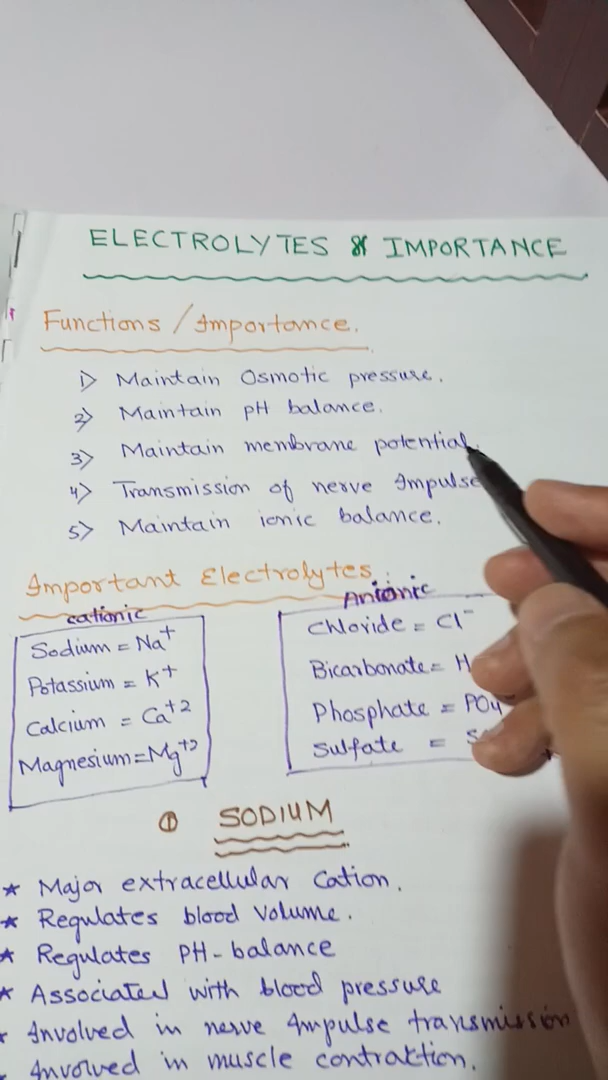 ELECTROLYTES & IMPORTANCE
Functions / Importance.
1) Maintain Osmotic pressure.
2) Maintain pH balance.
3) Maintain membrane potential.
4) Transmission of nerve Impulse
5) Maintain ionic balance.
Important Electrolytes :
cationic
Sodium = Na+
Potassium = K+
Calcium = Ca+2
Magnesium = Mg+2
Anionic
Chloride = Cl-
Bicarbonate = H
Phosphate = PO4
Sulfate = S
① SODIUM
* Major extracellular Cation.
* Regulates blood volume.
* Regulates PH-balance
* Associated with blood pressure
* Involved in nerve Impulse transmission
* Involved in muscle contraktion.